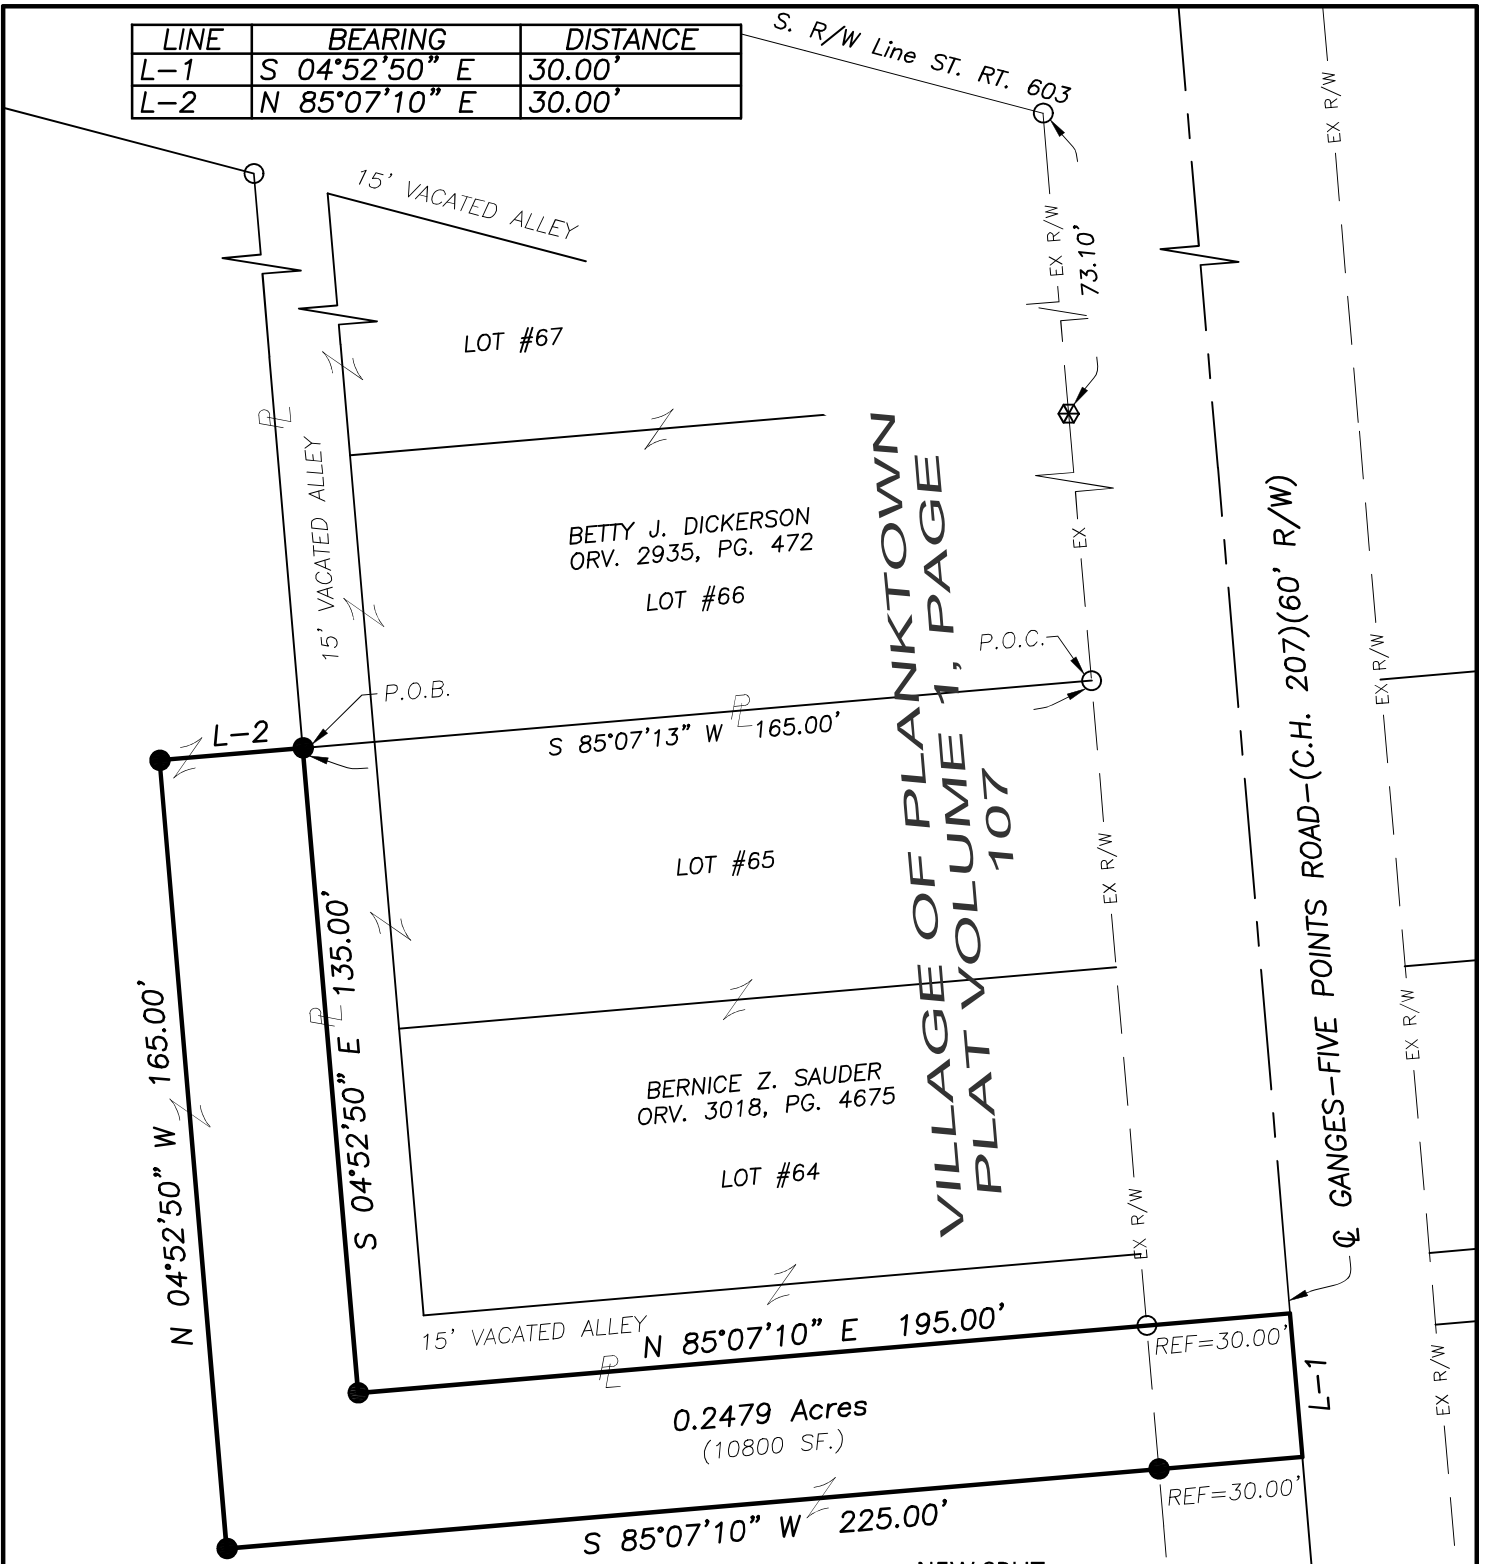 LINE BEARING DISTANCE
L-1 S 04°52'50" E 30.00'
L-2 N 85°07'10" E 30.00'
S. R/W Line ST. RT. 603
EX R/W
15' VACATED ALLEY
EX R/W
73.10'
LOT #67
PL
15' VACATED ALLEY
BETTY J. DICKERSON
ORV. 2935, PG. 472
LOT #66
VILLAGE OF PLANKTOWN
PLAT VOLUME 1, PAGE
107
EX
℄ GANGES-FIVE POINTS ROAD-(C.H. 207)(60' R/W)
EX R/W
P.O.C.
P.O.B.
L-2
PL
S 85°07'13" W 165.00'
LOT #65
EX R/W
N 04°52'50" W 165.00'
PL
S 04°52'50" E 135.00'
EX R/W
BERNICE Z. SAUDER
ORV. 3018, PG. 4675
LOT #64
EX R/W
15' VACATED ALLEY
PL
N 85°07'10" E 195.00'
REF=30.00'
L-1
EX R/W
0.2479 Acres
(10800 SF.)
REF=30.00'
S 85°07'10" W 225.00'